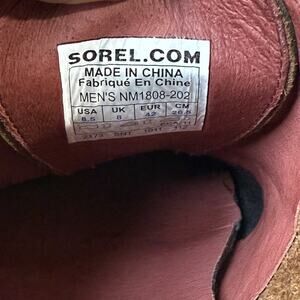 SOREL.COM
MADE IN CHINA
Fabriqué En Chine
MEN'S NM1808-202
USA UK EUR CM
8.5 8 42 26.5